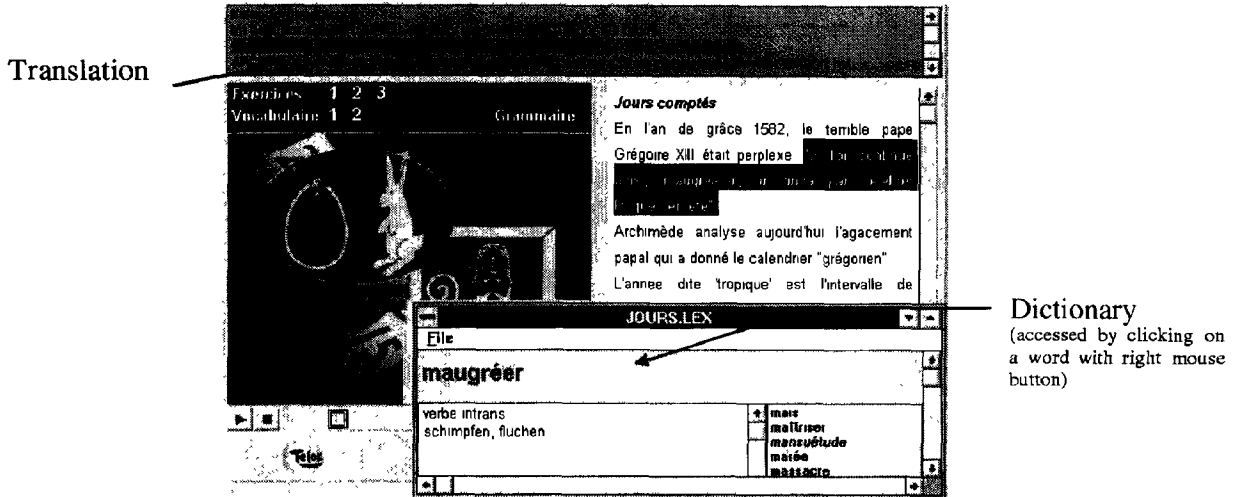 Translation
Exercices 1 2 3
Vocabulaire 1 2 Grammaire
Jours comptés
En l'an de grâce 1582, le terrible pape
Grégoire XIII était perplexe
Archimède analyse aujourd'hui l'agacement
papal qui a donné le calendrier "grégorien"
L'annee dite 'tropique' est l'intervalle de
JOURS.LEX
File
maugréer
verbe intrans
schimpfen, fluchen
mais
maîtriser
mansuétude
marée
massacre
Telos
Dictionary
(accessed by clicking on
a word with right mouse
button)